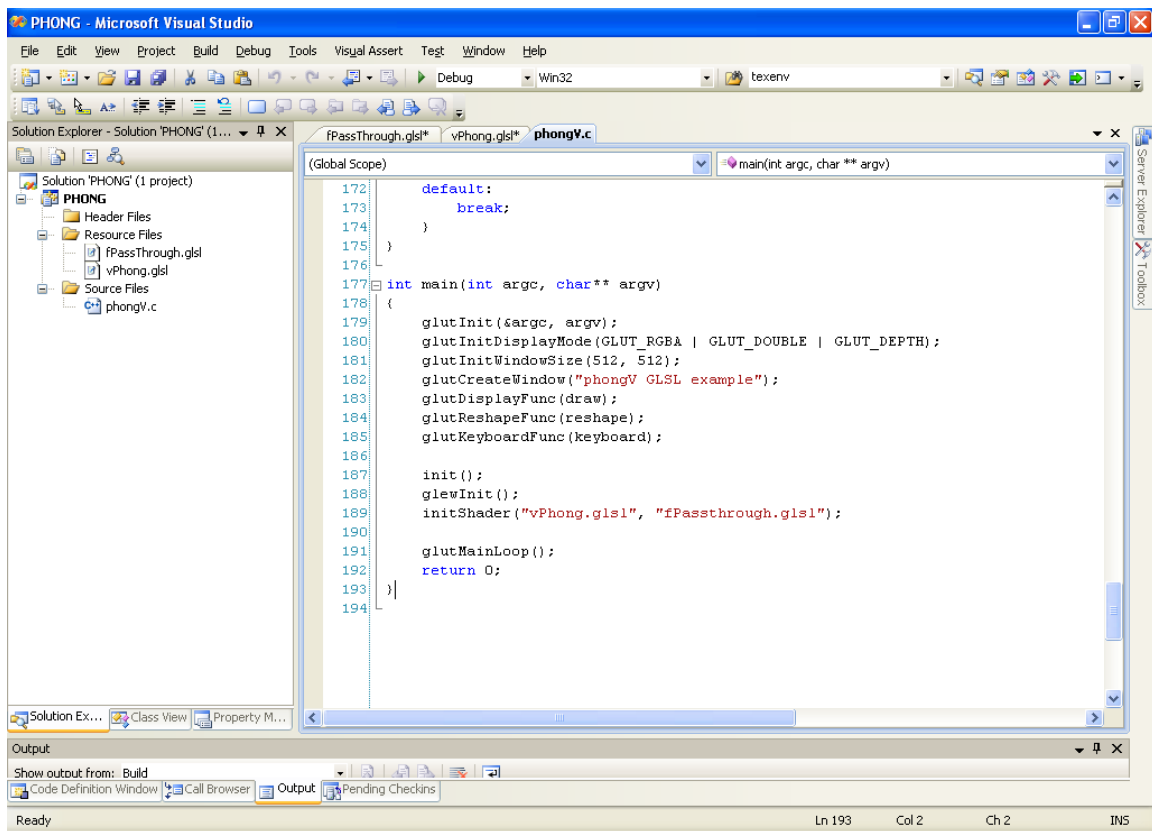 PHONG - Microsoft Visual Studio
File Edit View Project Build Debug Tools Visual Assert Test Window Help
Debug Win32 texenv
Solution Explorer - Solution 'PHONG' (1...
fPassThrough.glsl* vPhong.glsl* phongV.c
(Global Scope) main(int argc, char ** argv)
Solution 'PHONG' (1 project)
PHONG
Header Files
Resource Files
fPassThrough.glsl
vPhong.glsl
Source Files
phongV.c
172 default:
173 break;
174 }
175 }
176
177 int main(int argc, char** argv)
178 {
179 glutInit(&argc, argv);
180 glutInitDisplayMode(GLUT_RGBA | GLUT_DOUBLE | GLUT_DEPTH);
181 glutInitWindowSize(512, 512);
182 glutCreateWindow("phongV GLSL example");
183 glutDisplayFunc(draw);
184 glutReshapeFunc(reshape);
185 glutKeyboardFunc(keyboard);
186
187 init();
188 glewInit();
189 initShader("vPhong.glsl", "fPassthrough.glsl");
190
191 glutMainLoop();
192 return 0;
193 }
194
Server Explorer
Toolbox
Solution Ex... Class View Property M...
Output
Show output from: Build
Code Definition Window Call Browser Output Pending Checkins
Ready Ln 193 Col 2 Ch 2 INS